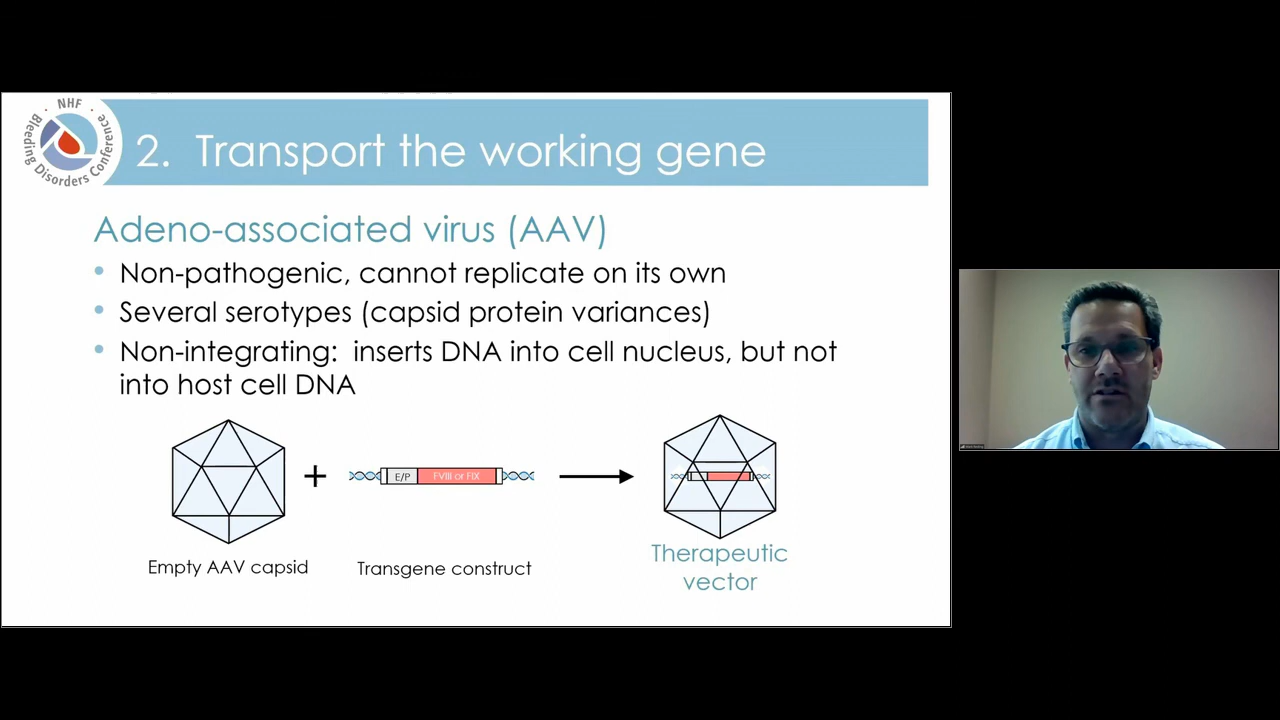 NHF
Bleeding Disorders Conference
2. Transport the working gene
Adeno-associated virus (AAV)
• Non-pathogenic, cannot replicate on its own
• Several serotypes (capsid protein variances)
• Non-integrating: inserts DNA into cell nucleus, but not
into host cell DNA
+
E/P
FVIII or FIX
Empty AAV capsid
Transgene construct
Therapeutic
vector